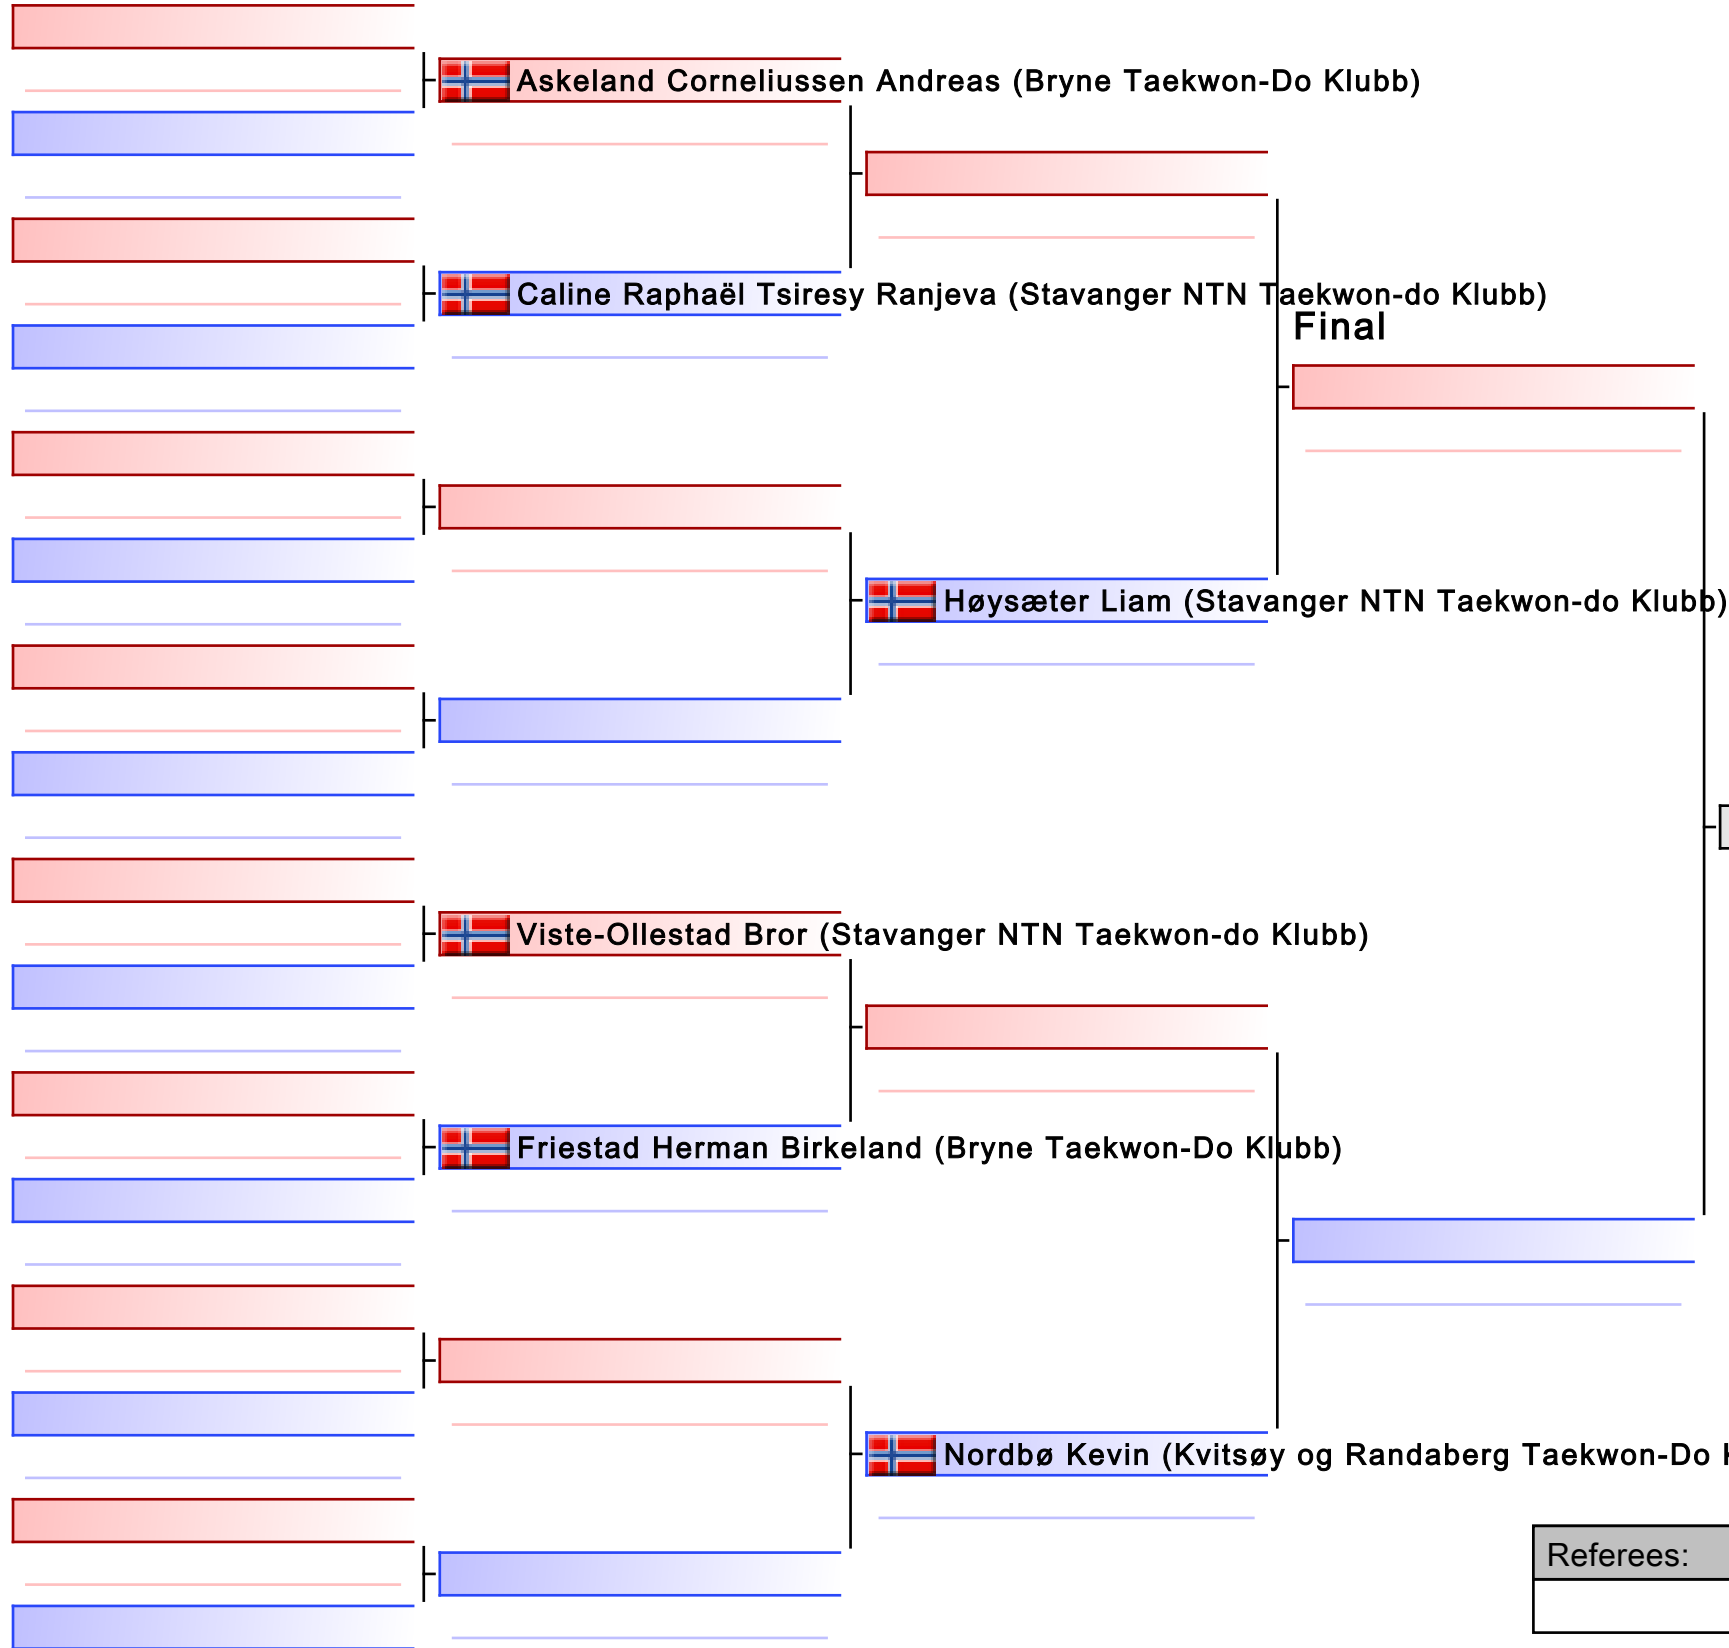 Askeland Corneliussen Andreas (Bryne Taekwon-Do Klubb)
Caline Raphaël Tsiresy Ranjeva (Stavanger NTN Taekwon-do Klubb)
Final
Høysæter Liam (Stavanger NTN Taekwon-do Klubb)
Viste-Ollestad Bror (Stavanger NTN Taekwon-do Klubb)
Friestad Herman Birkeland (Bryne Taekwon-Do Klubb)
Nordbø Kevin (Kvitsøy og Randaberg Taekwon-Do
Referees: